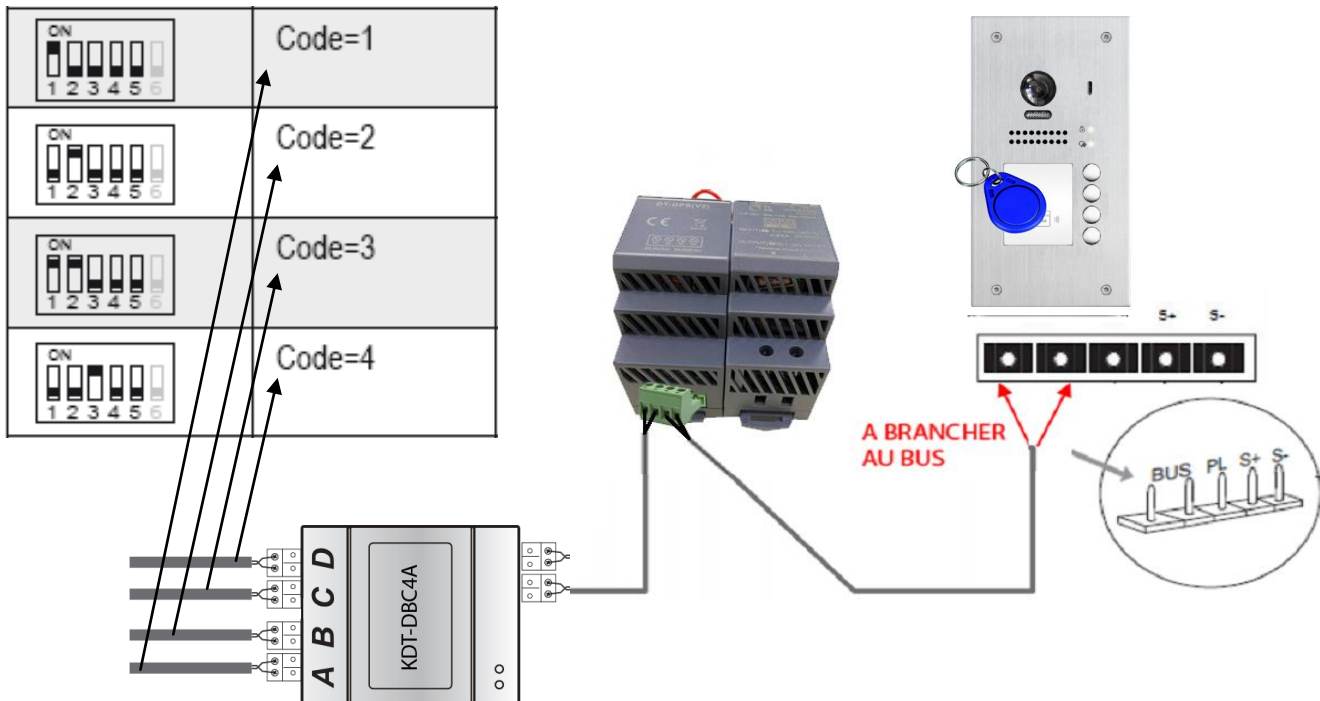 ON
1 2 3 4 5 6
Code=1
ON
1 2 3 4 5 6
Code=2
ON
1 2 3 4 5 6
Code=3
ON
1 2 3 4 5 6
Code=4
CE
S+ S-
A BRANCHER
AU BUS
BUS PL S+ S-
D
C
B
A
KDT-DBC4A